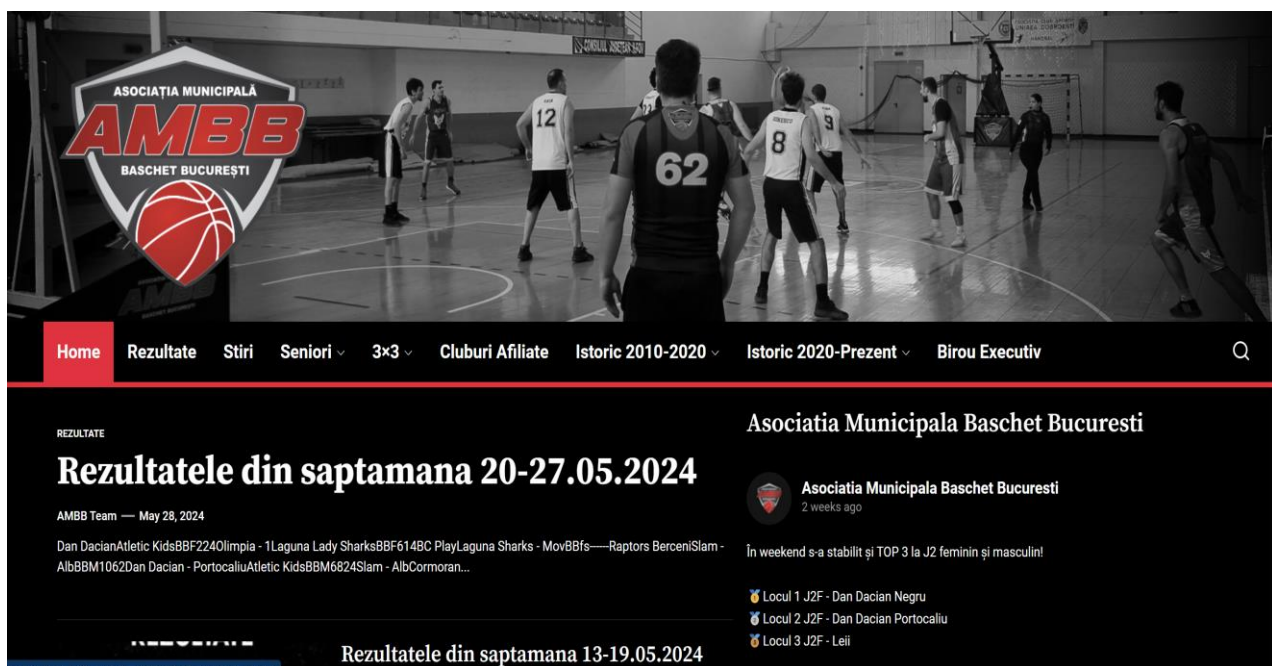 CONSILIUL JUDEȚEAN ILFOV
ASOCIAȚIA MUNICIPALĂ
AMBB
BASCHET BUCUREȘTI
12
62
8
9
AMBB
Home
Rezultate
Stiri
Seniori
3×3
Cluburi Afiliate
Istoric 2010-2020
Istoric 2020-Prezent
Birou Executiv
REZULTATE
Rezultatele din saptamana 20-27.05.2024
AMBB Team — May 28, 2024
Dan DacianAtletic KidsBBF224Olimpia - 1Laguna Lady SharksBBF614BC PlayLaguna Sharks - MovBBfs-----Raptors BerceniSlam -
AlbBBM1062Dan Dacian - PortocaliuAtletic KidsBBM6824Slam - AlbCormoran...
REZULTATE
Rezultatele din saptamana 13-19.05.2024
Asociatia Municipala Baschet Bucuresti
Asociatia Municipala Baschet Bucuresti
2 weeks ago
În weekend s-a stabilit și TOP 3 la J2 feminin și masculin!
🥇Locul 1 J2F - Dan Dacian Negru
🥈Locul 2 J2F - Dan Dacian Portocaliu
🥉Locul 3 J2F - Leii